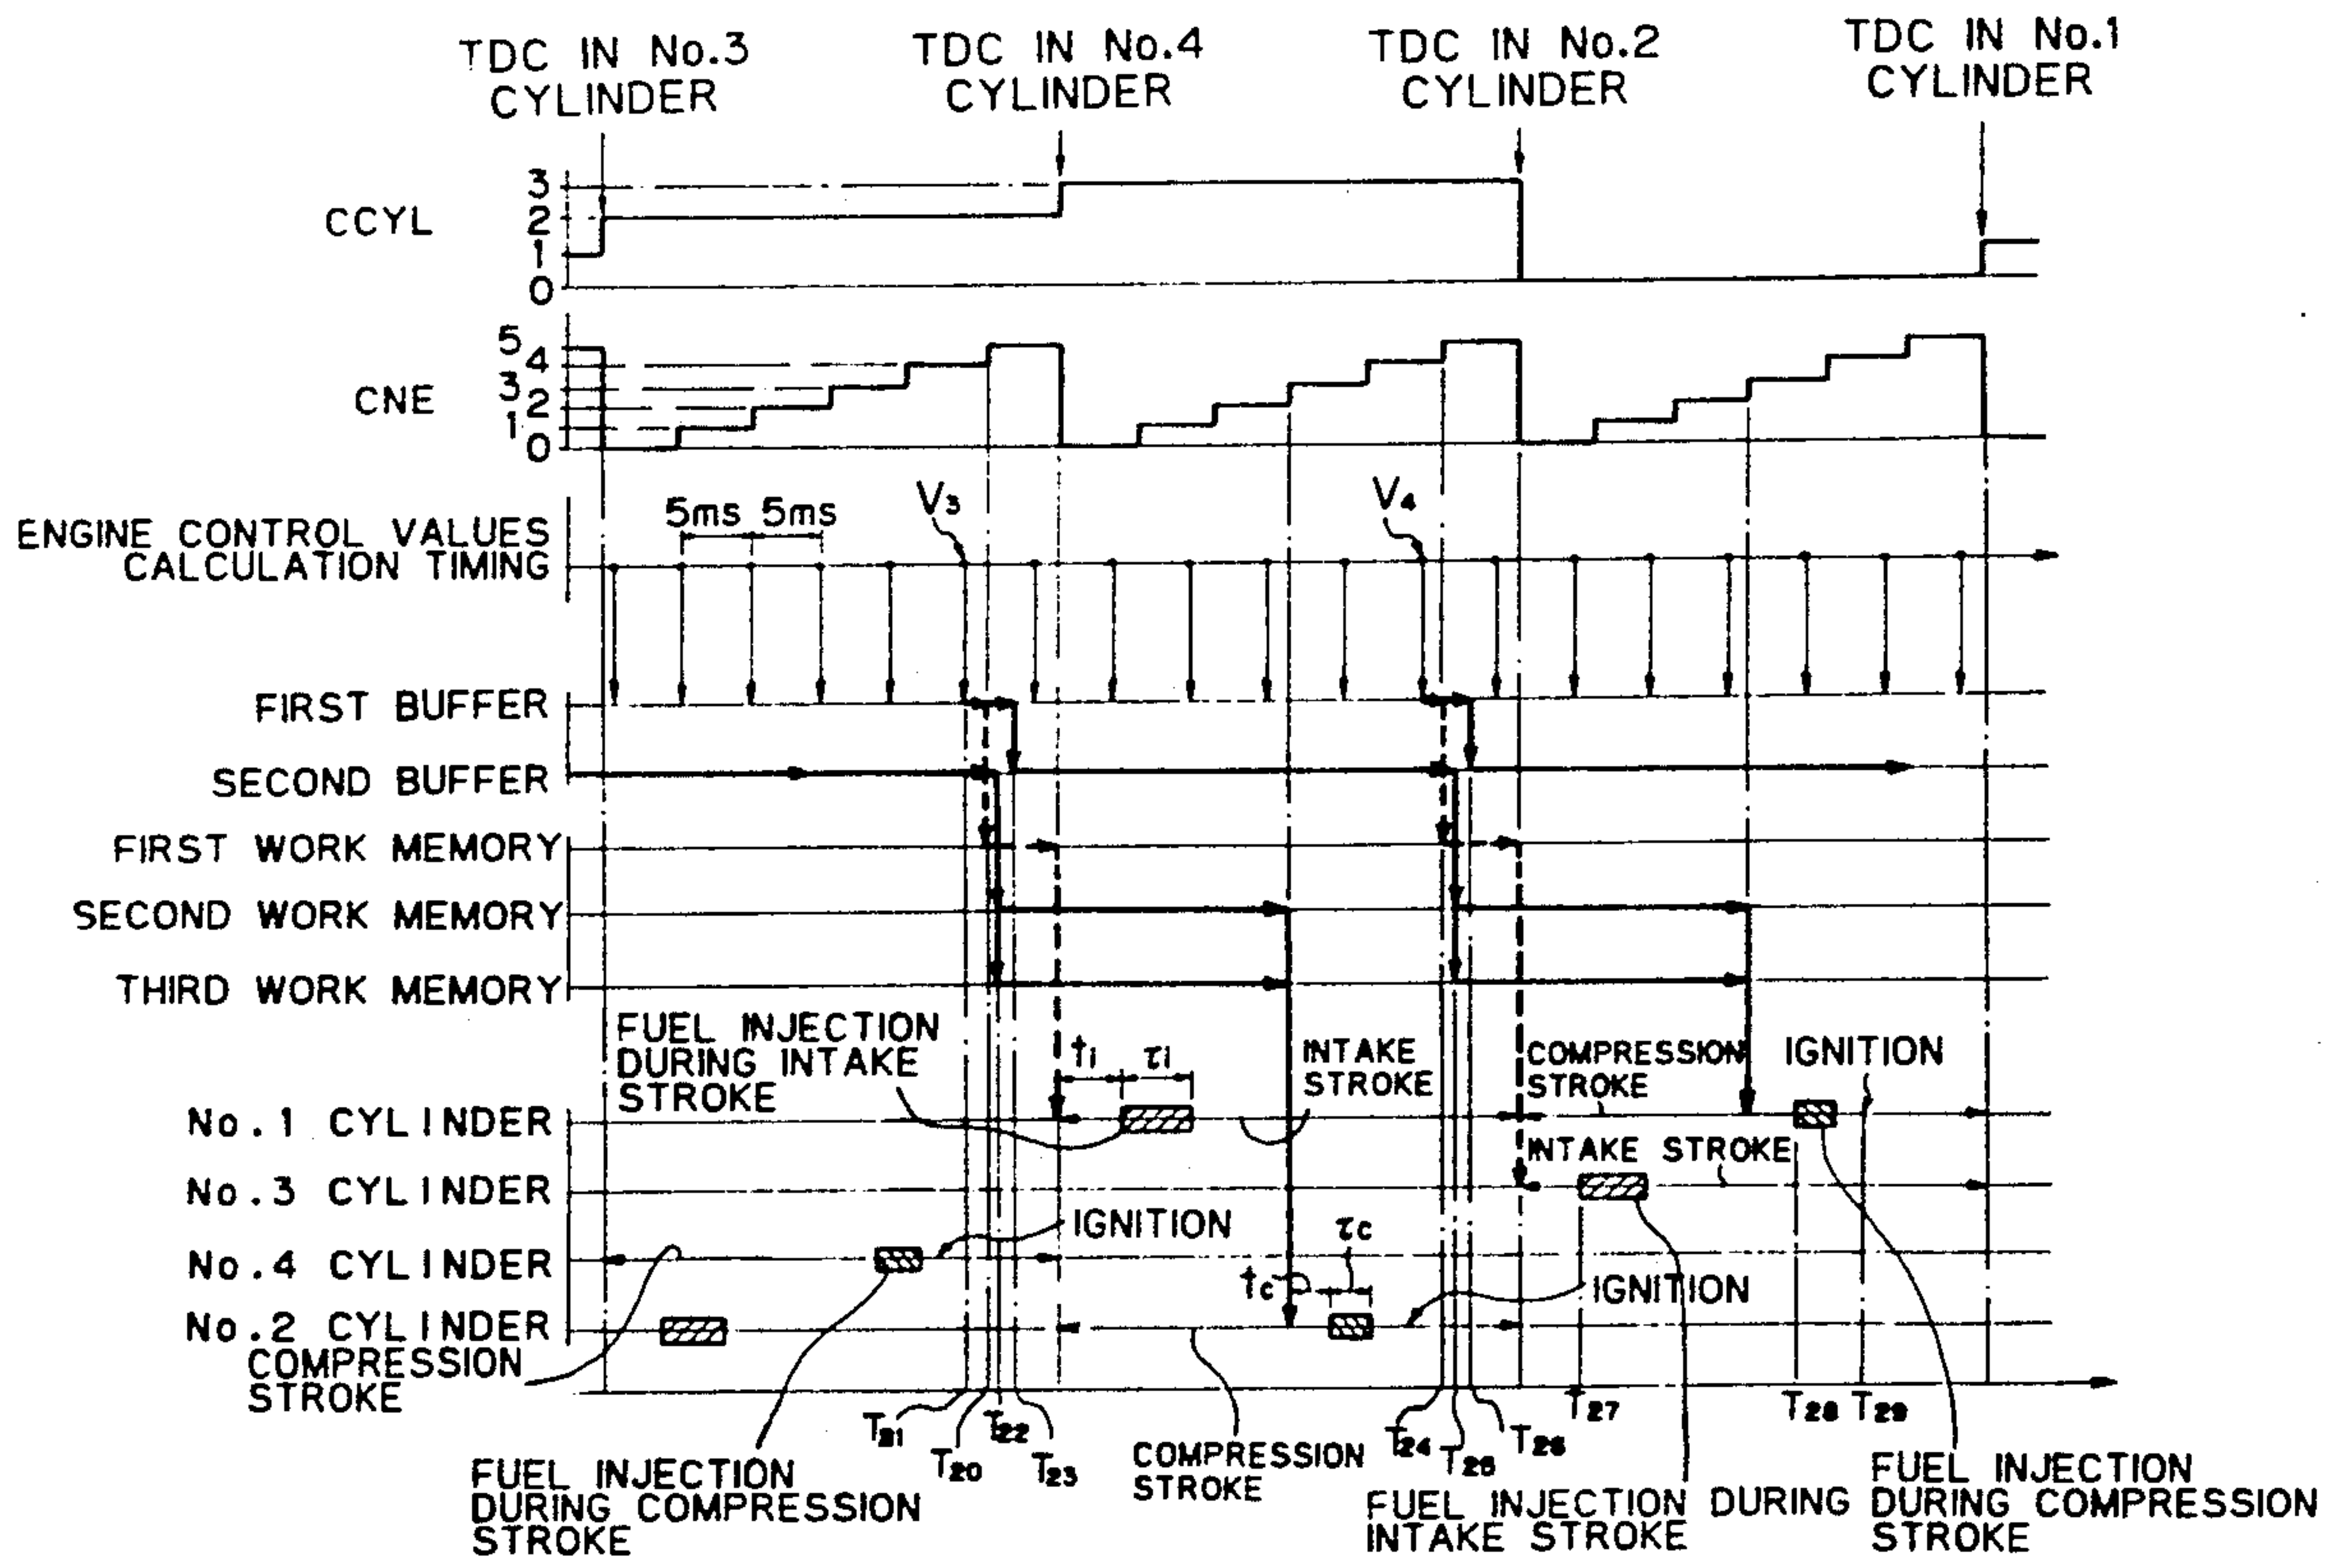 TDC IN No.3
CYLINDER
TDC IN No.4
CYLINDER
TDC IN No.2
CYLINDER
TDC IN No.1
CYLINDER
CCYL
3
2
1
0
CNE
5
4
3
2
1
0
ENGINE CONTROL VALUES
CALCULATION TIMING
5ms 5ms
V3
V4
FIRST BUFFER
SECOND BUFFER
FIRST WORK MEMORY
SECOND WORK MEMORY
THIRD WORK MEMORY
FUEL INJECTION
DURING INTAKE
STROKE
ti
τi
INTAKE
STROKE
COMPRESSION
STROKE
IGNITION
No.1 CYLINDER
INTAKE STROKE
No.3 CYLINDER
IGNITION
No.4 CYLINDER
τc
tc
IGNITION
No.2 CYLINDER
COMPRESSION
STROKE
T21
T20
T22
T23
T24
T25
T26
T27
T28
T29
COMPRESSION
STROKE
FUEL INJECTION
DURING COMPRESSION
STROKE
FUEL INJECTION DURING
INTAKE STROKE
FUEL INJECTION
DURING COMPRESSION
STROKE